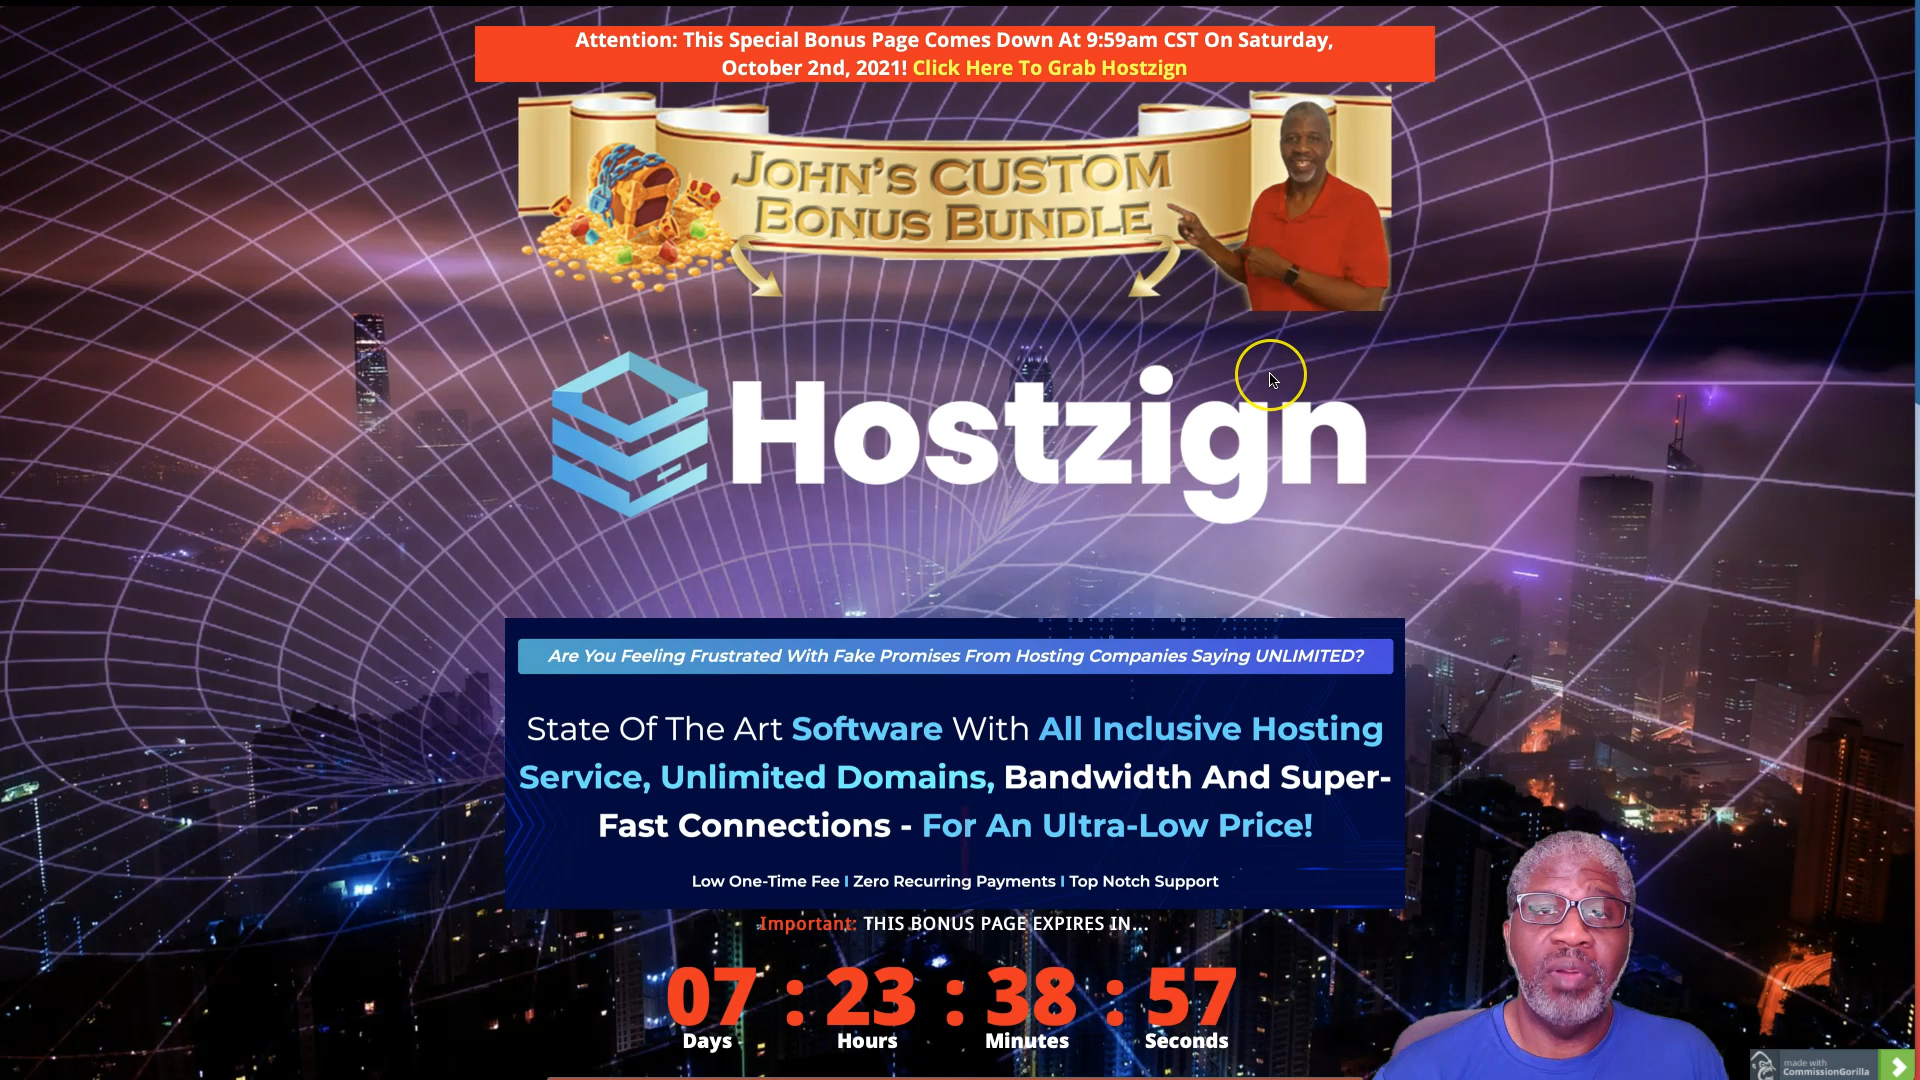 Attention: This Special Bonus Page Comes Down At 9:59am CST On Saturday,
October 2nd, 2021! Click Here To Grab Hostzign
JOHN'S CUSTOM
BONUS BUNDLE
Hostzign
Are You Feeling Frustrated With Fake Promises From Hosting Companies Saying UNLIMITED?
State Of The Art Software With All Inclusive Hosting
Service, Unlimited Domains, Bandwidth And Super-
Fast Connections - For An Ultra-Low Price!
Low One-Time Fee | Zero Recurring Payments | Top Notch Support
Important: THIS BONUS PAGE EXPIRES IN...
07 : 23 : 38 : 57
Days Hours Minutes Seconds
made with
CommissionGorilla